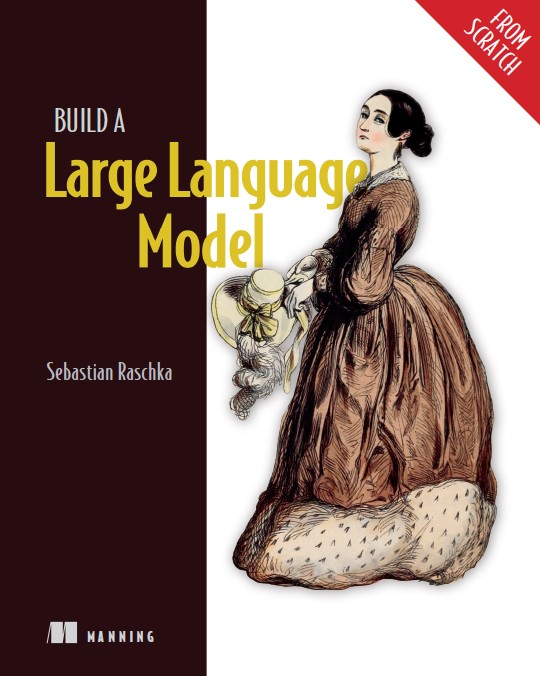 FROM
SCRATCH
BUILD A
Large Language
Model
Sebastian Raschka
MANNING